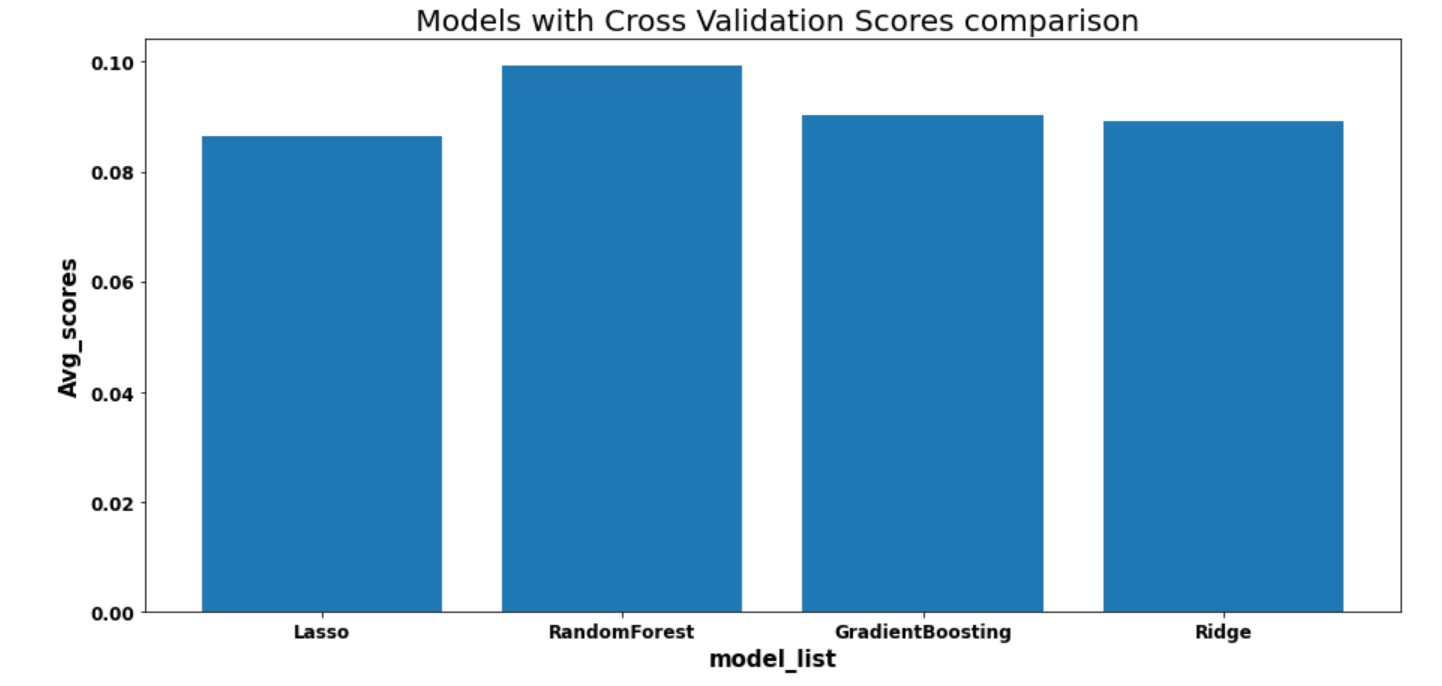 Models with Cross Validation Scores comparison
0.10
0.08
0.06
0.04
0.02
0.00
Avg_scores
Lasso RandomForest GradientBoosting Ridge
model_list